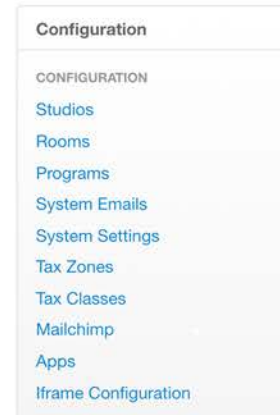 Configuration
CONFIGURATION
Studios
Rooms
Programs
System Emails
System Settings
Tax Zones
Tax Classes
Mailchimp
Apps
Iframe Configuration